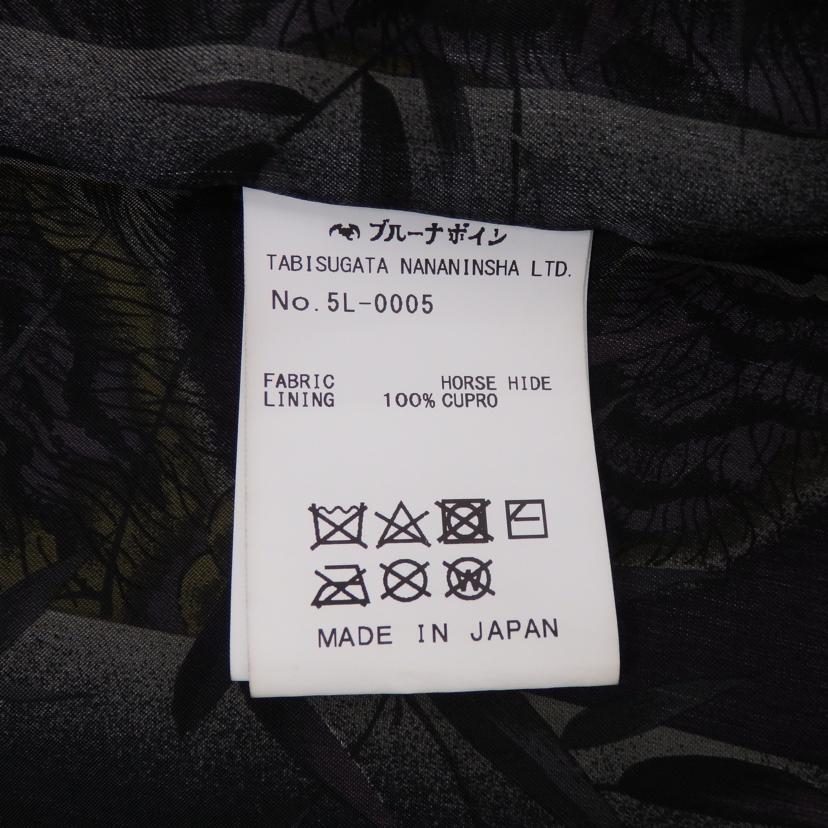 ブルーナボイン
TABISUGATA NANANINSHA LTD.
No.5L-0005
FABRIC HORSE HIDE
LINING 100% CUPRO
W
MADE IN JAPAN